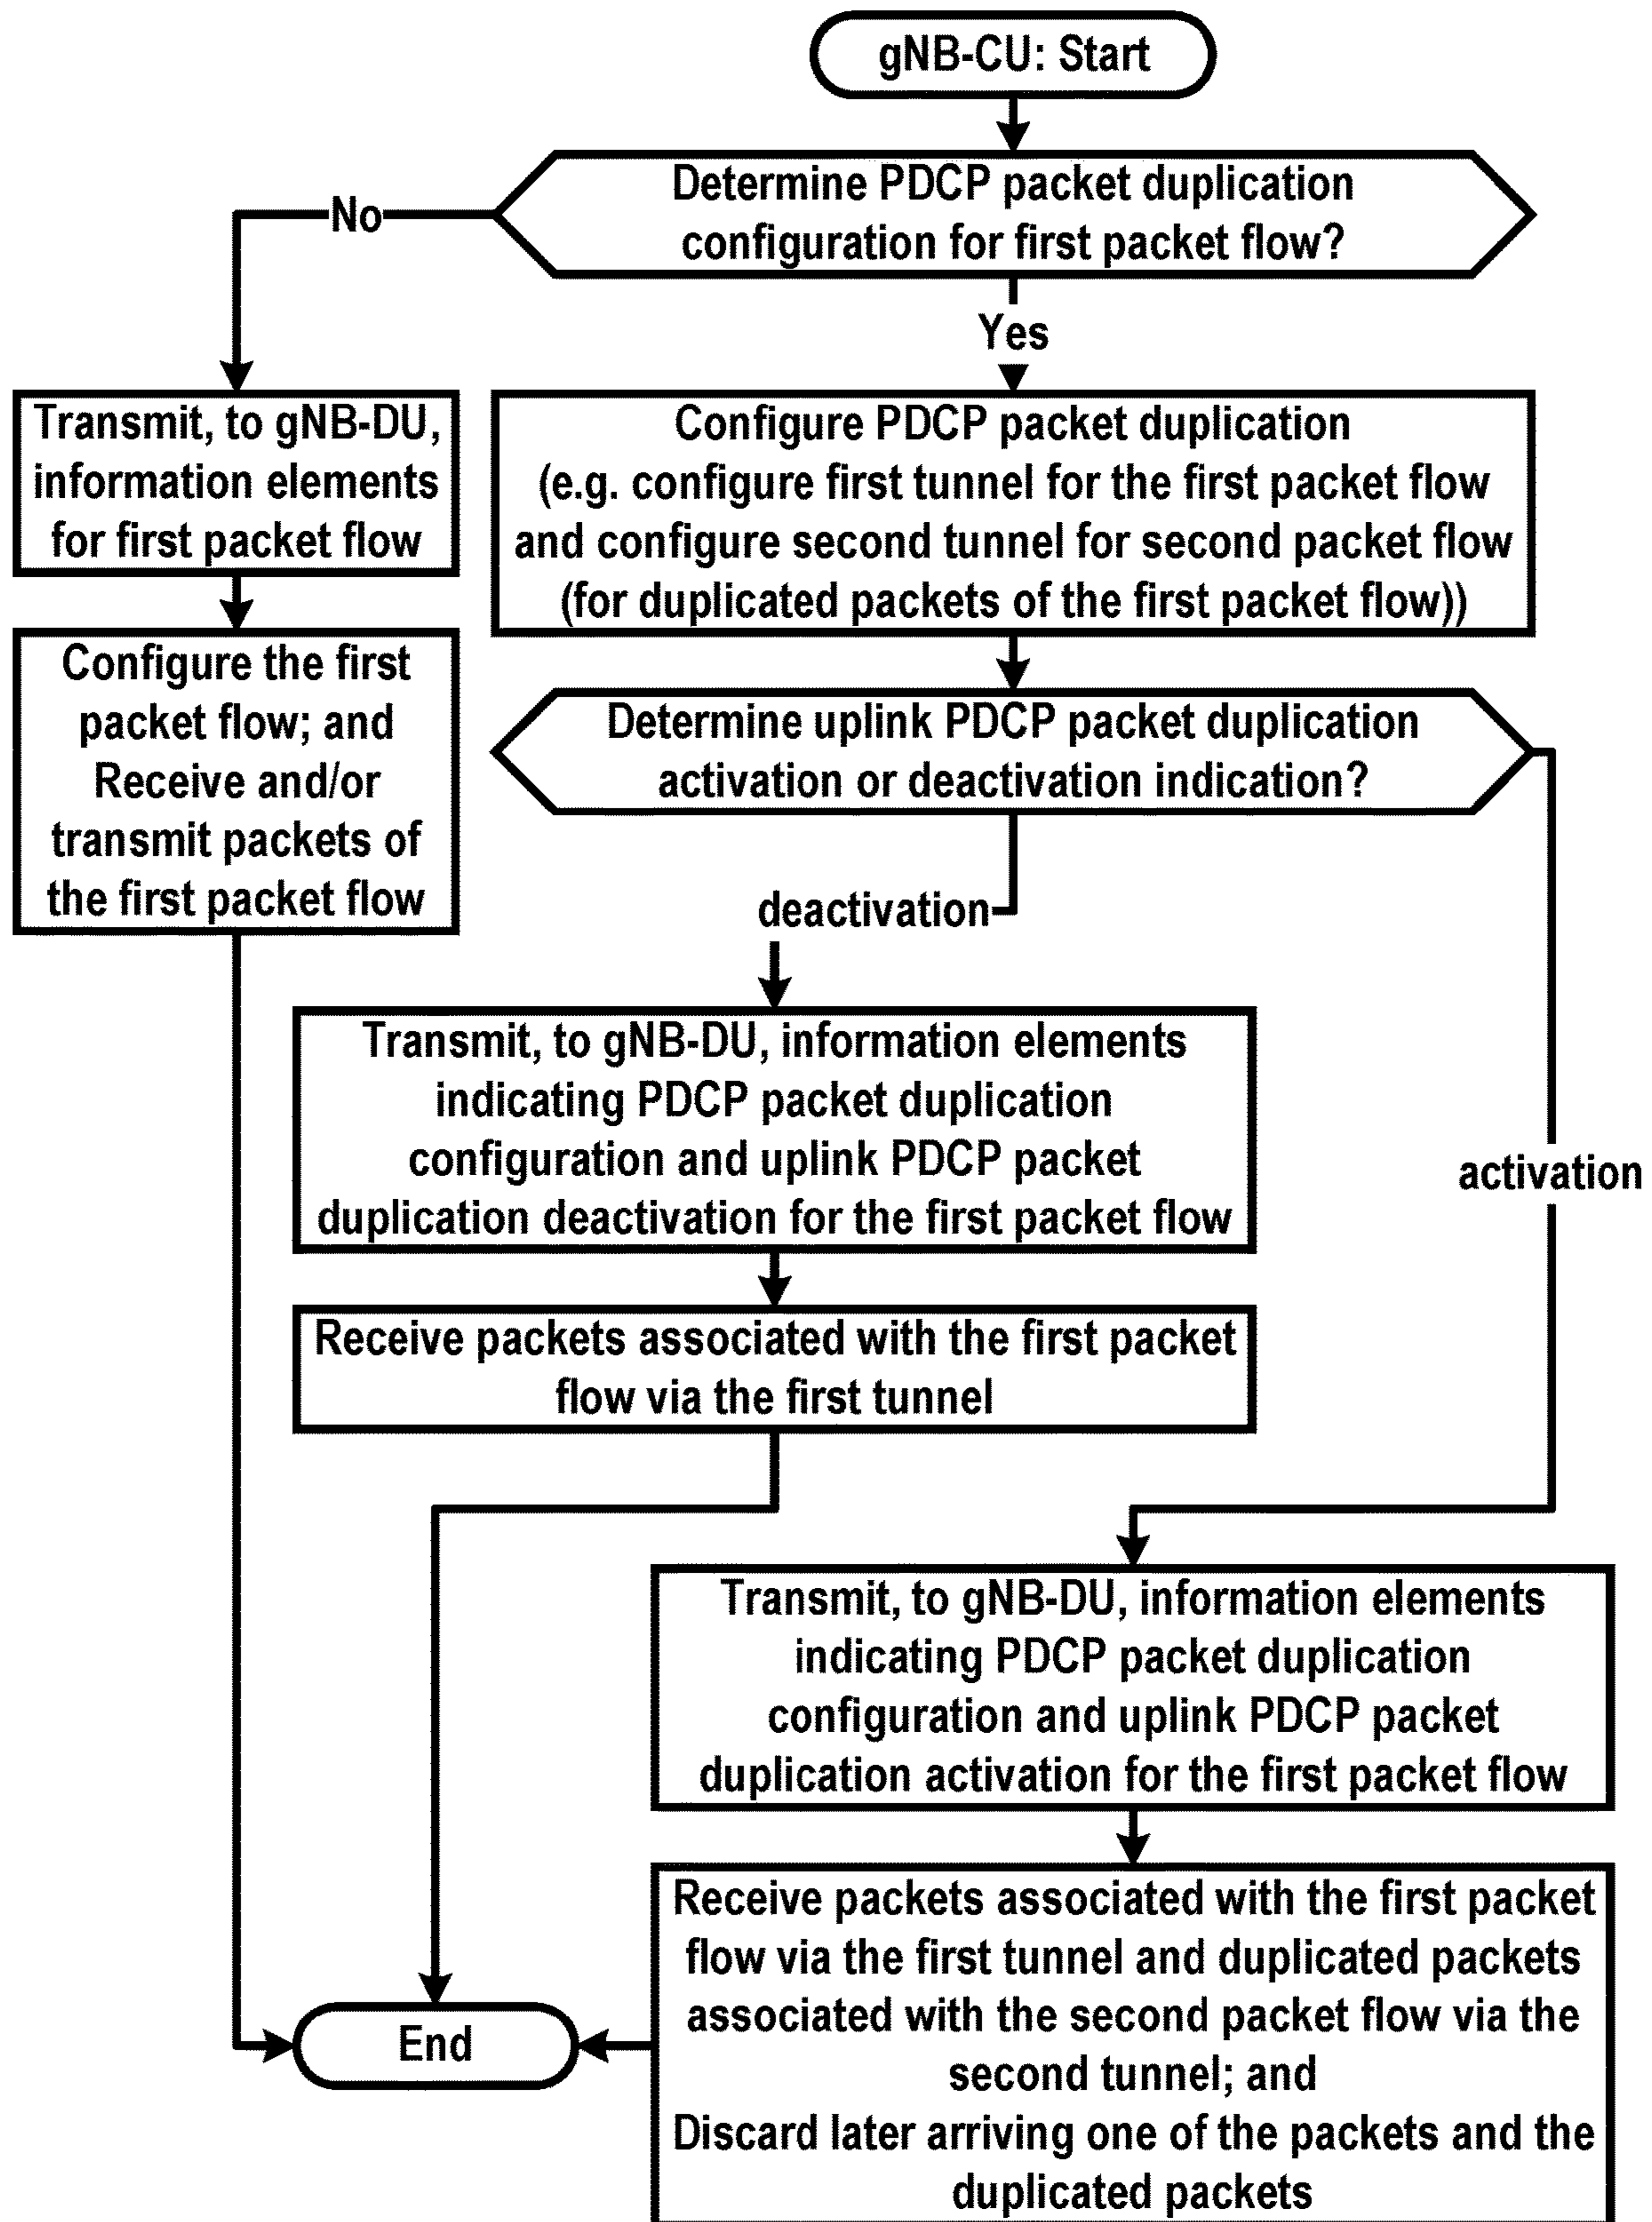 gNB-CU: Start
Determine PDCP packet duplication
configuration for first packet flow?
No
Yes
Transmit, to gNB-DU,
information elements
for first packet flow
Configure PDCP packet duplication
(e.g. configure first tunnel for the first packet flow
and configure second tunnel for second packet flow
(for duplicated packets of the first packet flow))
Configure the first
packet flow; and
Receive and/or
transmit packets of
the first packet flow
Determine uplink PDCP packet duplication
activation or deactivation indication?
deactivation
activation
Transmit, to gNB-DU, information elements
indicating PDCP packet duplication
configuration and uplink PDCP packet
duplication deactivation for the first packet flow
Receive packets associated with the first packet
flow via the first tunnel
Transmit, to gNB-DU, information elements
indicating PDCP packet duplication
configuration and uplink PDCP packet
duplication activation for the first packet flow
Receive packets associated with the first packet
flow via the first tunnel and duplicated packets
associated with the second packet flow via the
second tunnel; and
Discard later arriving one of the packets and the
duplicated packets
End